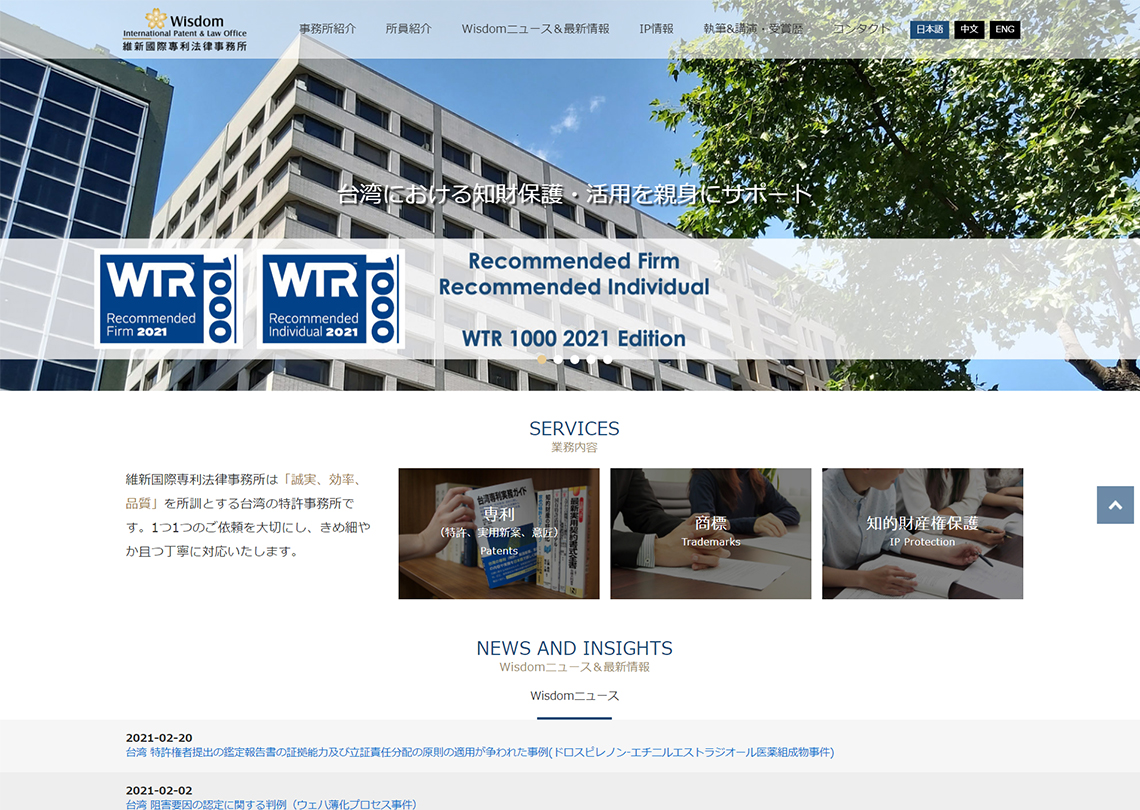 Wisdom
International Patent & Law Office
維新國際專利法律事務所
事務所紹介 所員紹介 Wisdomニュース＆最新情報 IP情報 執筆&講演・受賞歴 コンタクト 日本語 中文 ENG
台湾における知財保護・活用を親身にサポート
WTR 1000
Recommended
Firm 2021
WTR 1000
Recommended
Individual 2021
Recommended Firm
Recommended Individual
WTR 1000 2021 Edition
SERVICES
業務内容
維新国際専利法律事務所は「誠実、効率、
品質」を所訓とする台湾の特許事務所で
す。1つ1つのご依頼を大切にし、きめ細や
か且つ丁寧に対応いたします。
台湾専利実務ガイド
専利
（特許、実用新案、意匠）
Patents
商標
Trademarks
知的財産権保護
IP Protection
NEWS AND INSIGHTS
Wisdomニュース＆最新情報
Wisdomニュース
2021-02-20
台湾 特許権者提出の鑑定報告書の証拠能力及び立証責任分配の原則の適用が争われた事例(ドロスピレノン-エチニルエストラジオール医薬組成物事件)
2021-02-02
台湾 阻害要因の認定に関する判例（ウェハ薄化プロセス事件）